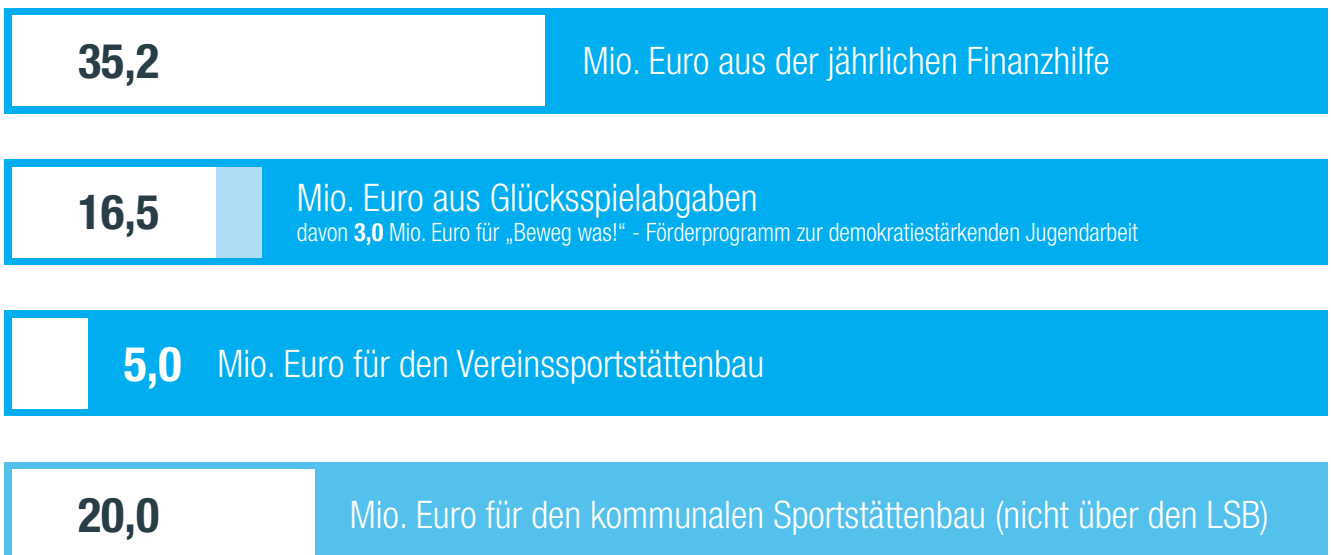 35,2 Mio. Euro aus der jährlichen Finanzhilfe
16,5 Mio. Euro aus Glücksspielabgaben
davon 3,0 Mio. Euro für „Beweg was!“ - Förderprogramm zur demokratiestärkenden Jugendarbeit
5,0 Mio. Euro für den Vereinssportstättenbau
20,0 Mio. Euro für den kommunalen Sportstättenbau (nicht über den LSB)